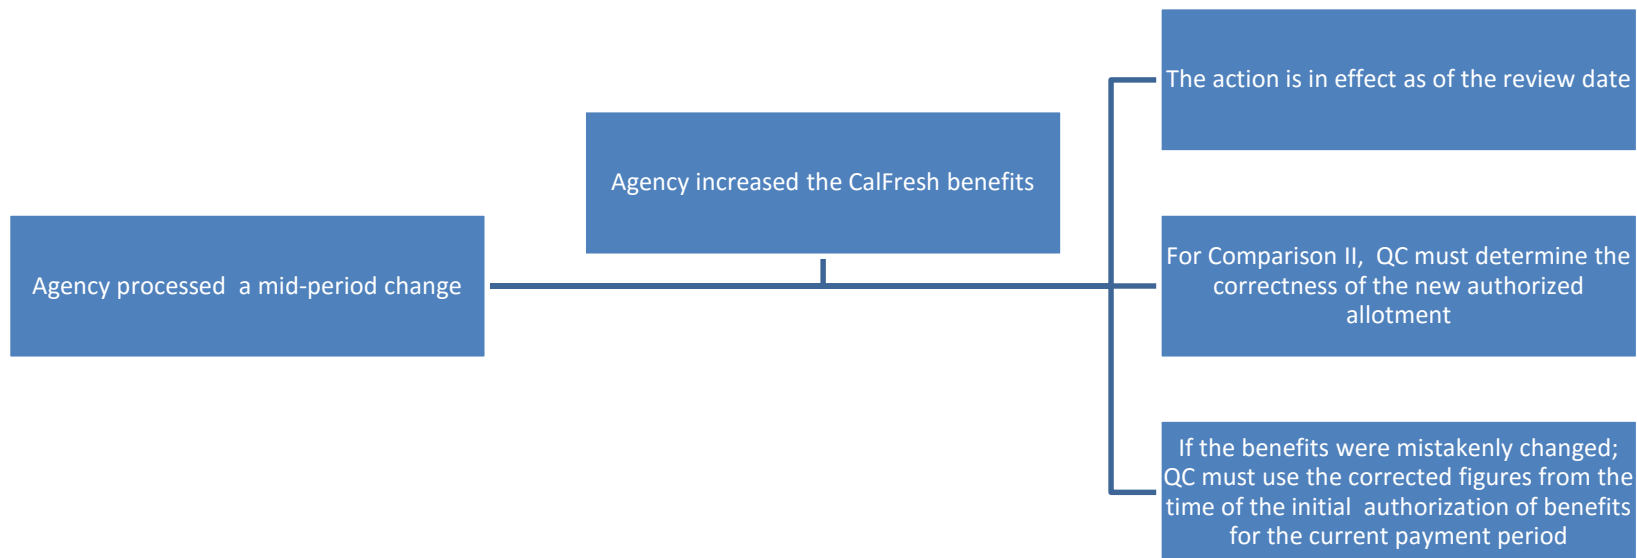 Agency processed  a mid-period change
Agency increased the CalFresh benefits
The action is in effect as of the review date
For Comparison II,  QC must determine the
correctness of the new authorized
allotment
If the benefits were mistakenly changed;
QC must use the corrected figures from the
time of the initial  authorization of benefits
for the current payment period